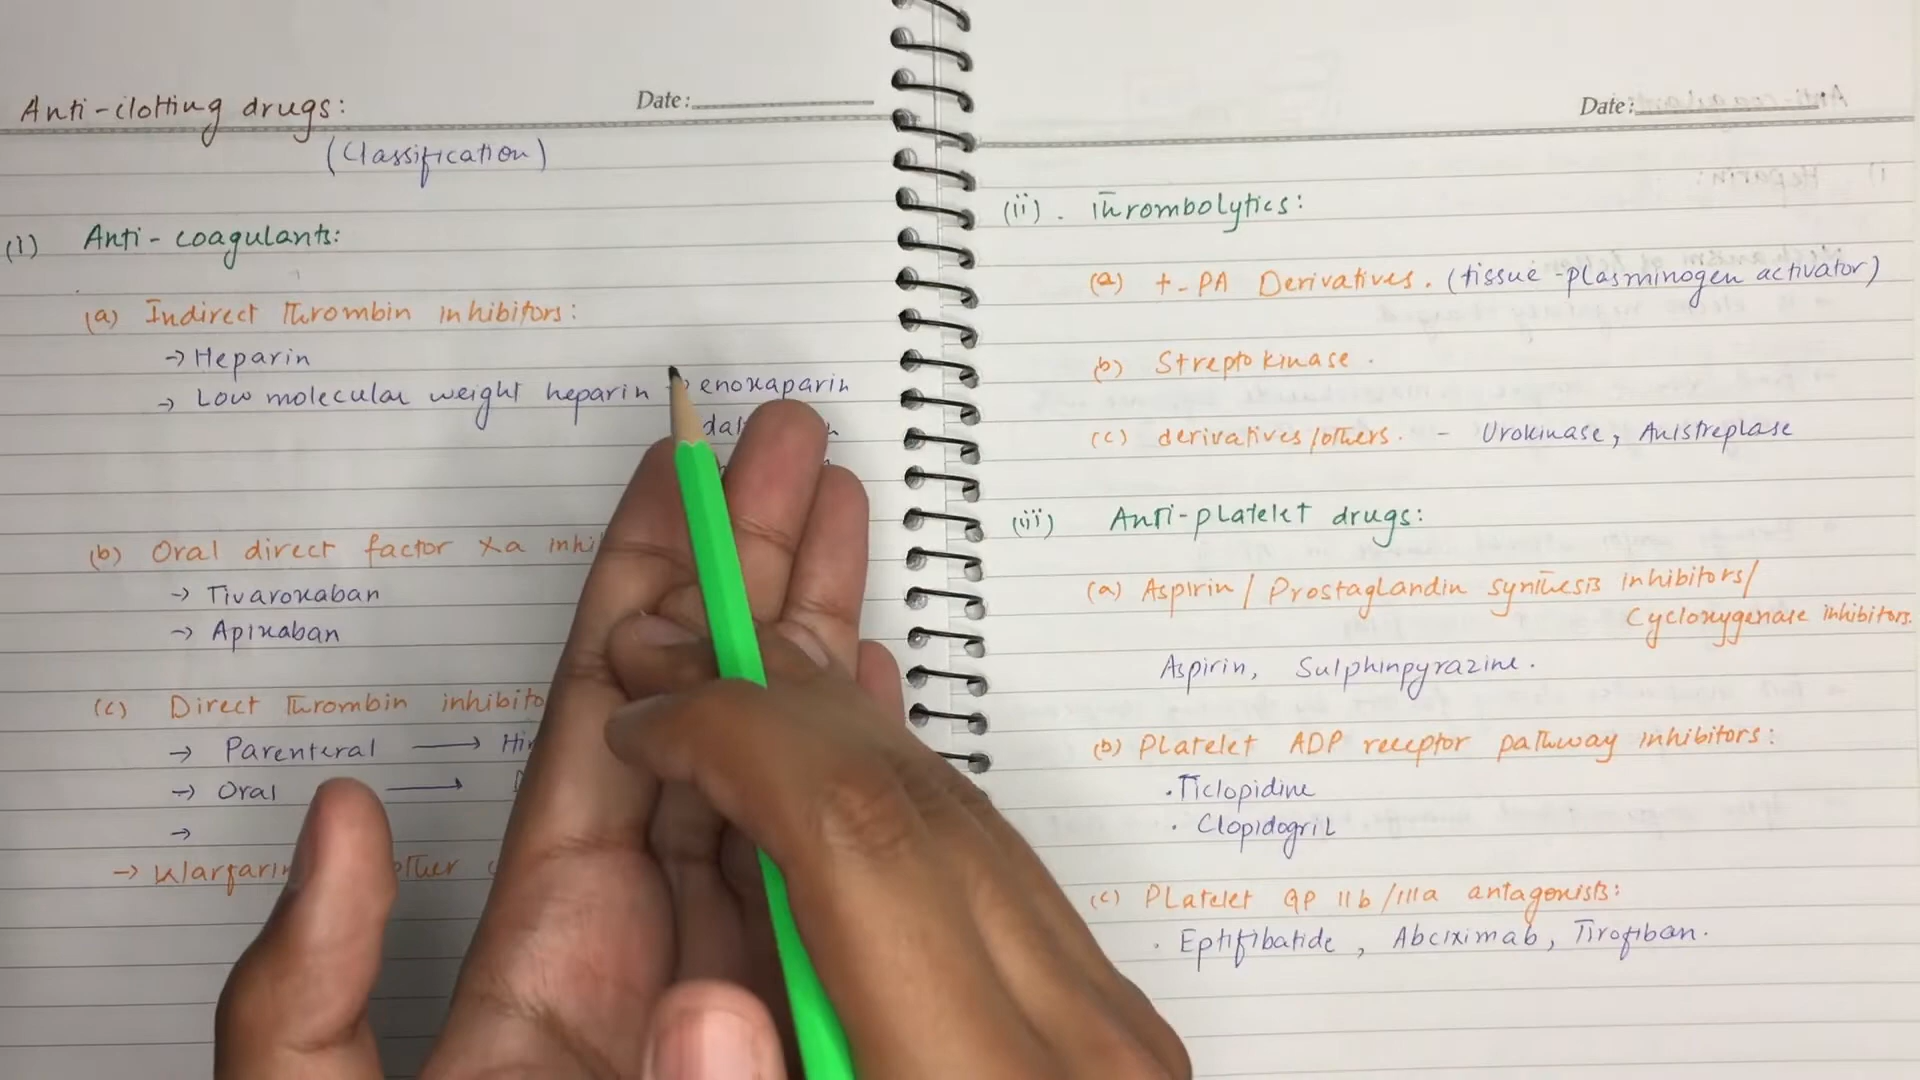 Anti-clotting drugs:
Date:
(Classification)
(1) Anti-coagulants:
(a) Indirect thrombin inhibitors:
→ Heparin
→ Low molecular weight heparin → enoxaparin
(b) Oral direct factor Xa
→ Tivaroxaban
→ Apixaban
(c) Direct thrombin
→ Parenteral →
→ Oral →
→
→
Date:
(ii). Thrombolytics:
(a) t-PA Derivatives. (tissue-plasminogen activator)
(b) Streptokinase.
(c) derivatives/others. - Urokinase, Anistreplase
(iii) Anti-platelet drugs:
(a) Aspirin/Prostaglandin synthesis inhibitors/
Cycloxygenase inhibitors.
Aspirin, Sulphinpyrazine.
(b) Platelet ADP receptor pathway inhibitors:
. Ticlopidine
. Clopidogril
(c) Platelet GP IIb/IIIa antagonists:
. Eptifibatide, Abciximab, Tirofiban.